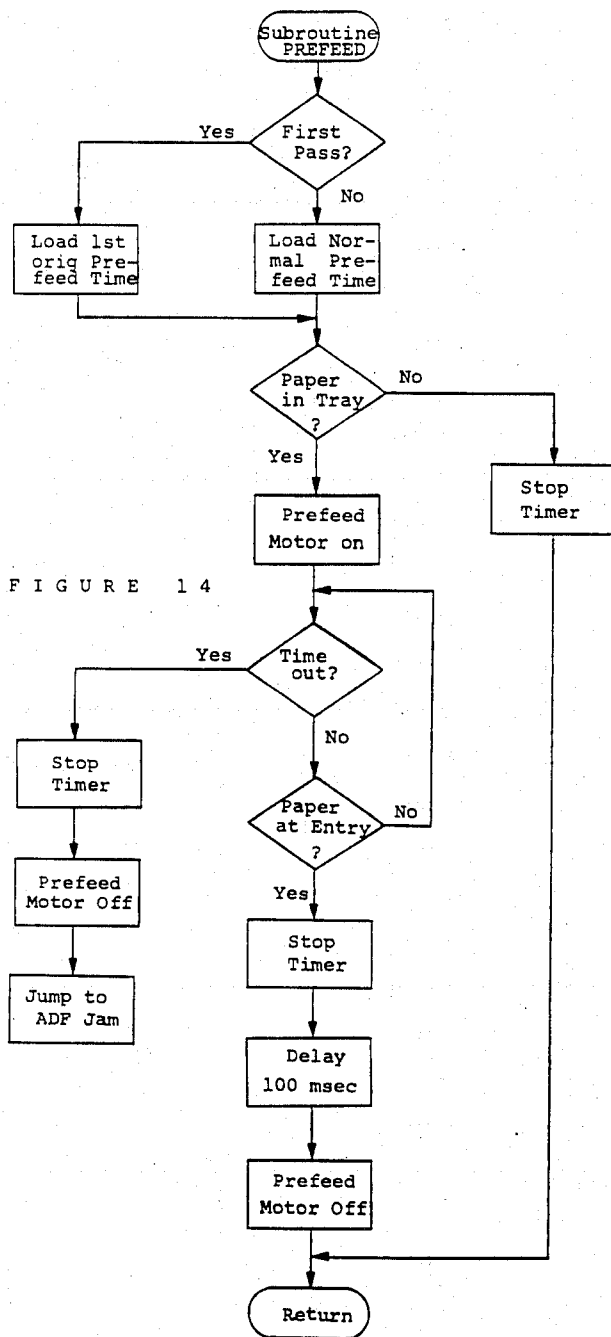 Subroutine
PREFEED
First
Pass?
Yes
No
Load 1st
orig Pre-
feed Time
Load Nor-
mal Pre-
feed Time
Paper
in Tray
?
No
Yes
Stop
Timer
Prefeed
Motor on
FIGURE 14
Time
out?
Yes
No
Stop
Timer
Paper
at Entry
?
No
Yes
Prefeed
Motor Off
Stop
Timer
Jump to
ADF Jam
Delay
100 msec
Prefeed
Motor Off
Return